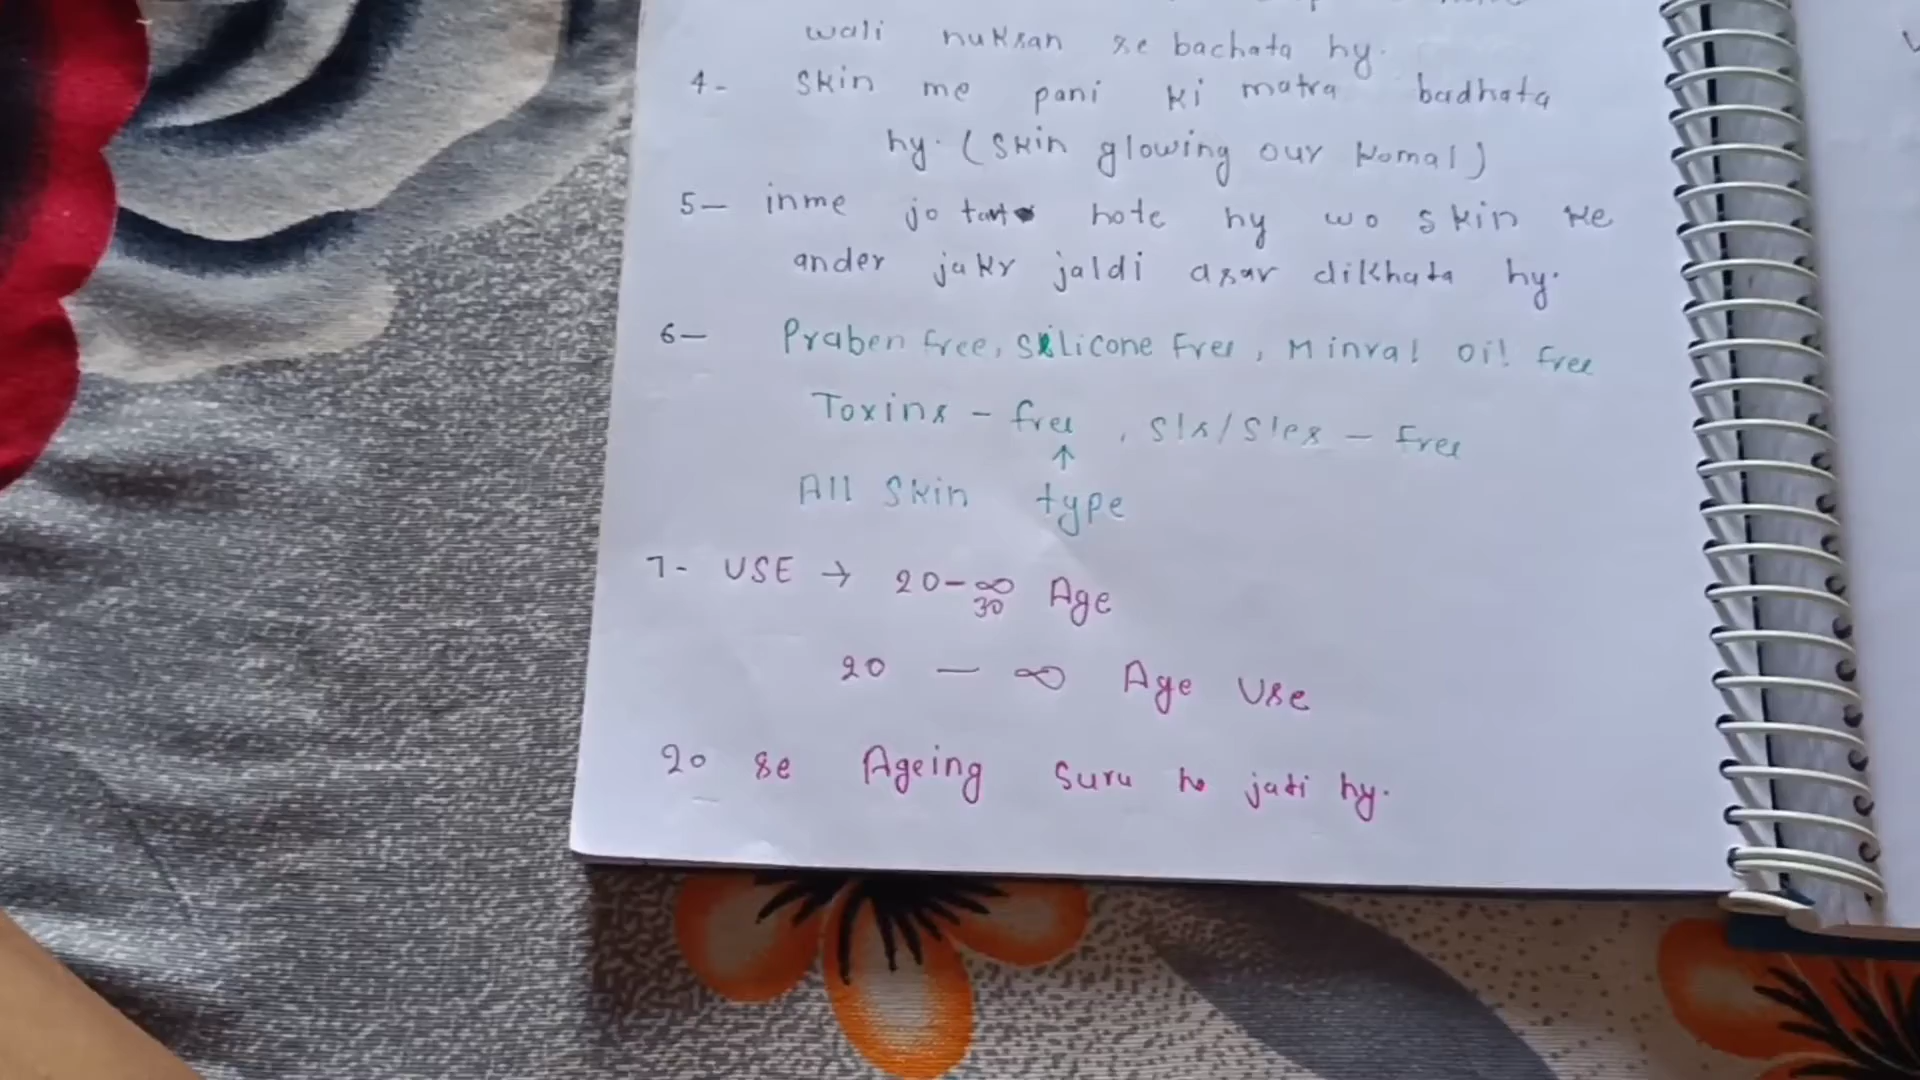 wali nuksan se bachata hy.
4- Skin me pani ki matra badhata
hy. (Skin glowing our Komal)
5- inme jo tatv hote hy wo skin ke
ander jakr jaldi asar dikhata hy.
6- Praben free, Silicone Free, Minral Oil Free
Toxins - free, Sls/Sles - Free
↑
All Skin type
7- USE → 20-∞ Age
30
20 - ∞ Age Use
20 se Ageing Suru ho jati hy.